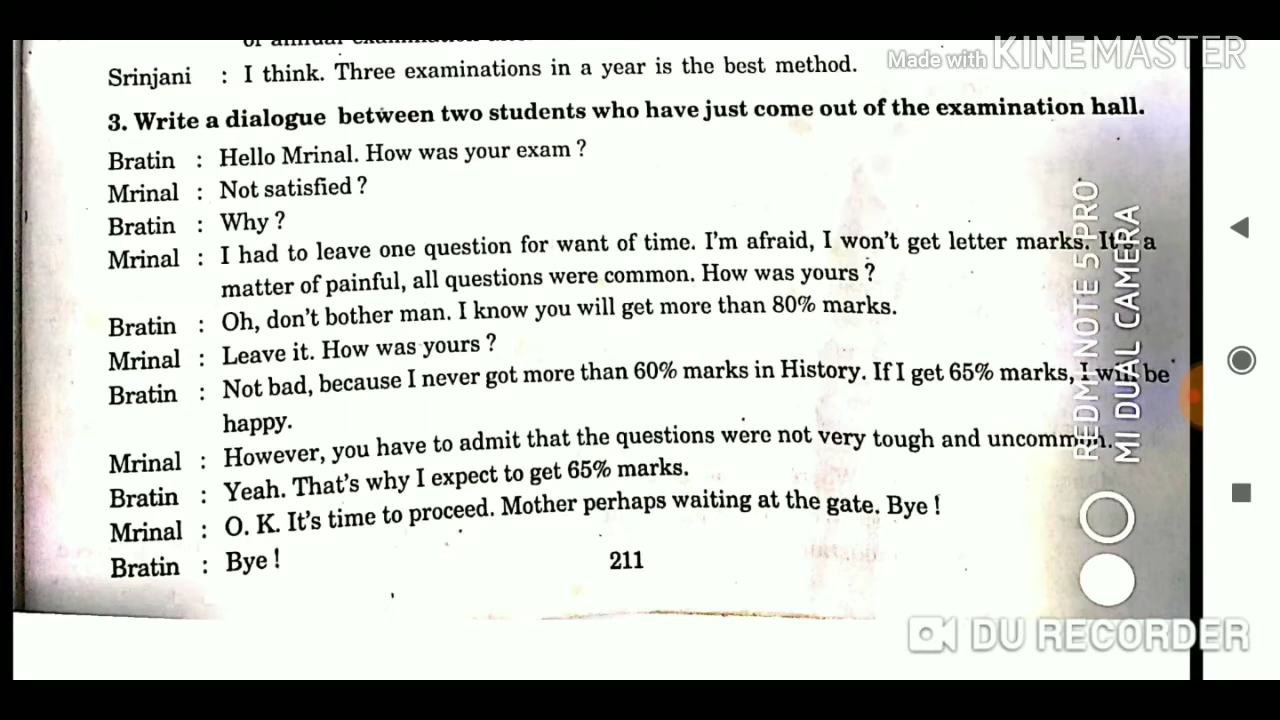 Made with KINEMASTER
Srinjani : I think. Three examinations in a year is the best method.
3. Write a dialogue between two students who have just come out of the examination hall.
Bratin : Hello Mrinal. How was your exam ?
Mrinal : Not satisfied ?
Bratin : Why ?
Mrinal : I had to leave one question for want of time. I'm afraid, I won't get letter marks. It's a
matter of painful, all questions were common. How was yours ?
Bratin : Oh, don't bother man. I know you will get more than 80% marks.
Mrinal : Leave it. How was yours ?
Bratin : Not bad, because I never got more than 60% marks in History. If I get 65% marks, I will be
happy.
Mrinal : However, you have to admit that the questions were not very tough and uncommon.
Bratin : Yeah. That's why I expect to get 65% marks.
Mrinal : O. K. It's time to proceed. Mother perhaps waiting at the gate. Bye !
Bratin : Bye !
211
REDMI NOTE 5 PRO
MI DUAL CAMERA
DU RECORDER